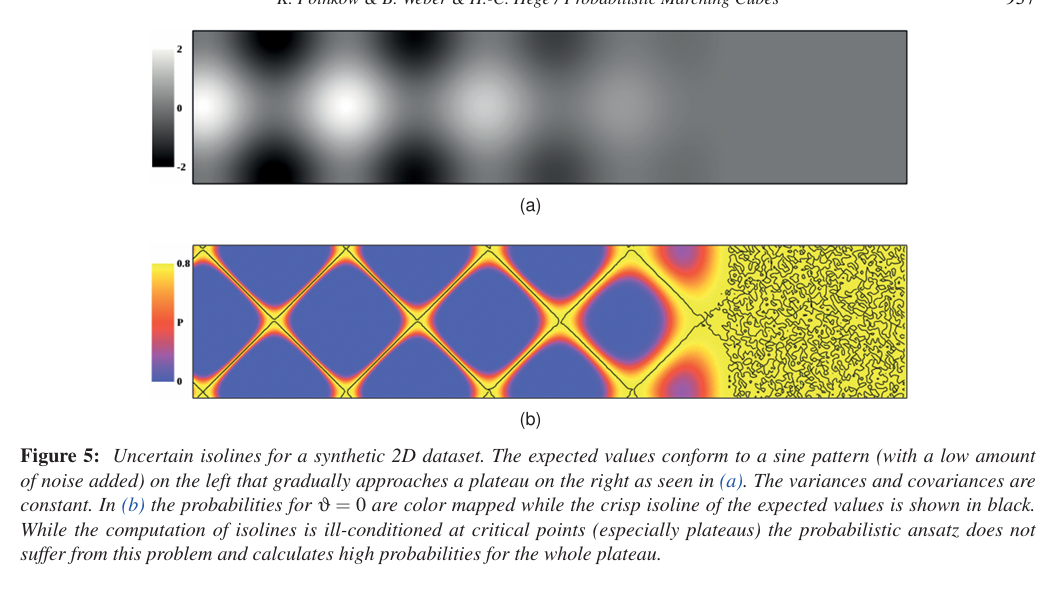 K. Pöthkow & B. Weber & H.-C. Hege / Probabilistic Marching Cubes
2
0
-2
(a)
0.8
P
0
(b)
Figure 5: Uncertain isolines for a synthetic 2D dataset. The expected values conform to a sine pattern (with a low amount
of noise added) on the left that gradually approaches a plateau on the right as seen in (a). The variances and covariances are
constant. In (b) the probabilities for ϑ = 0 are color mapped while the crisp isoline of the expected values is shown in black.
While the computation of isolines is ill-conditioned at critical points (especially plateaus) the probabilistic ansatz does not
suffer from this problem and calculates high probabilities for the whole plateau.